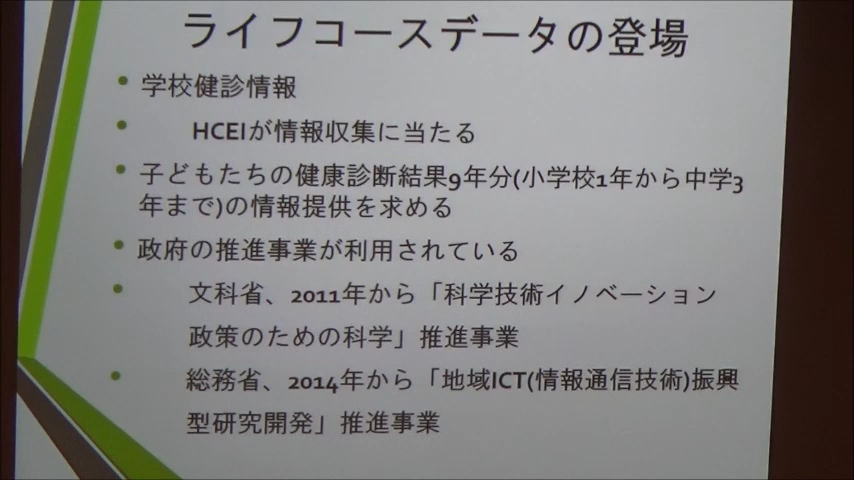 ライフコースデータの登場
• 学校健診情報
• HCEIが情報収集に当たる
• 子どもたちの健康診断結果9年分(小学校1年から中学3
年まで)の情報提供を求める
• 政府の推進事業が利用されている
• 文科省、2011年から「科学技術イノベーション
政策のための科学」推進事業
• 総務省、2014年から「地域ICT(情報通信技術)振興
型研究開発」推進事業